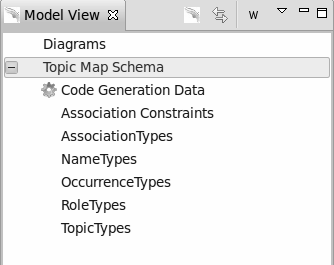 Model View
w
Diagrams
Topic Map Schema
Code Generation Data
Association Constraints
AssociationTypes
NameTypes
OccurrenceTypes
RoleTypes
TopicTypes